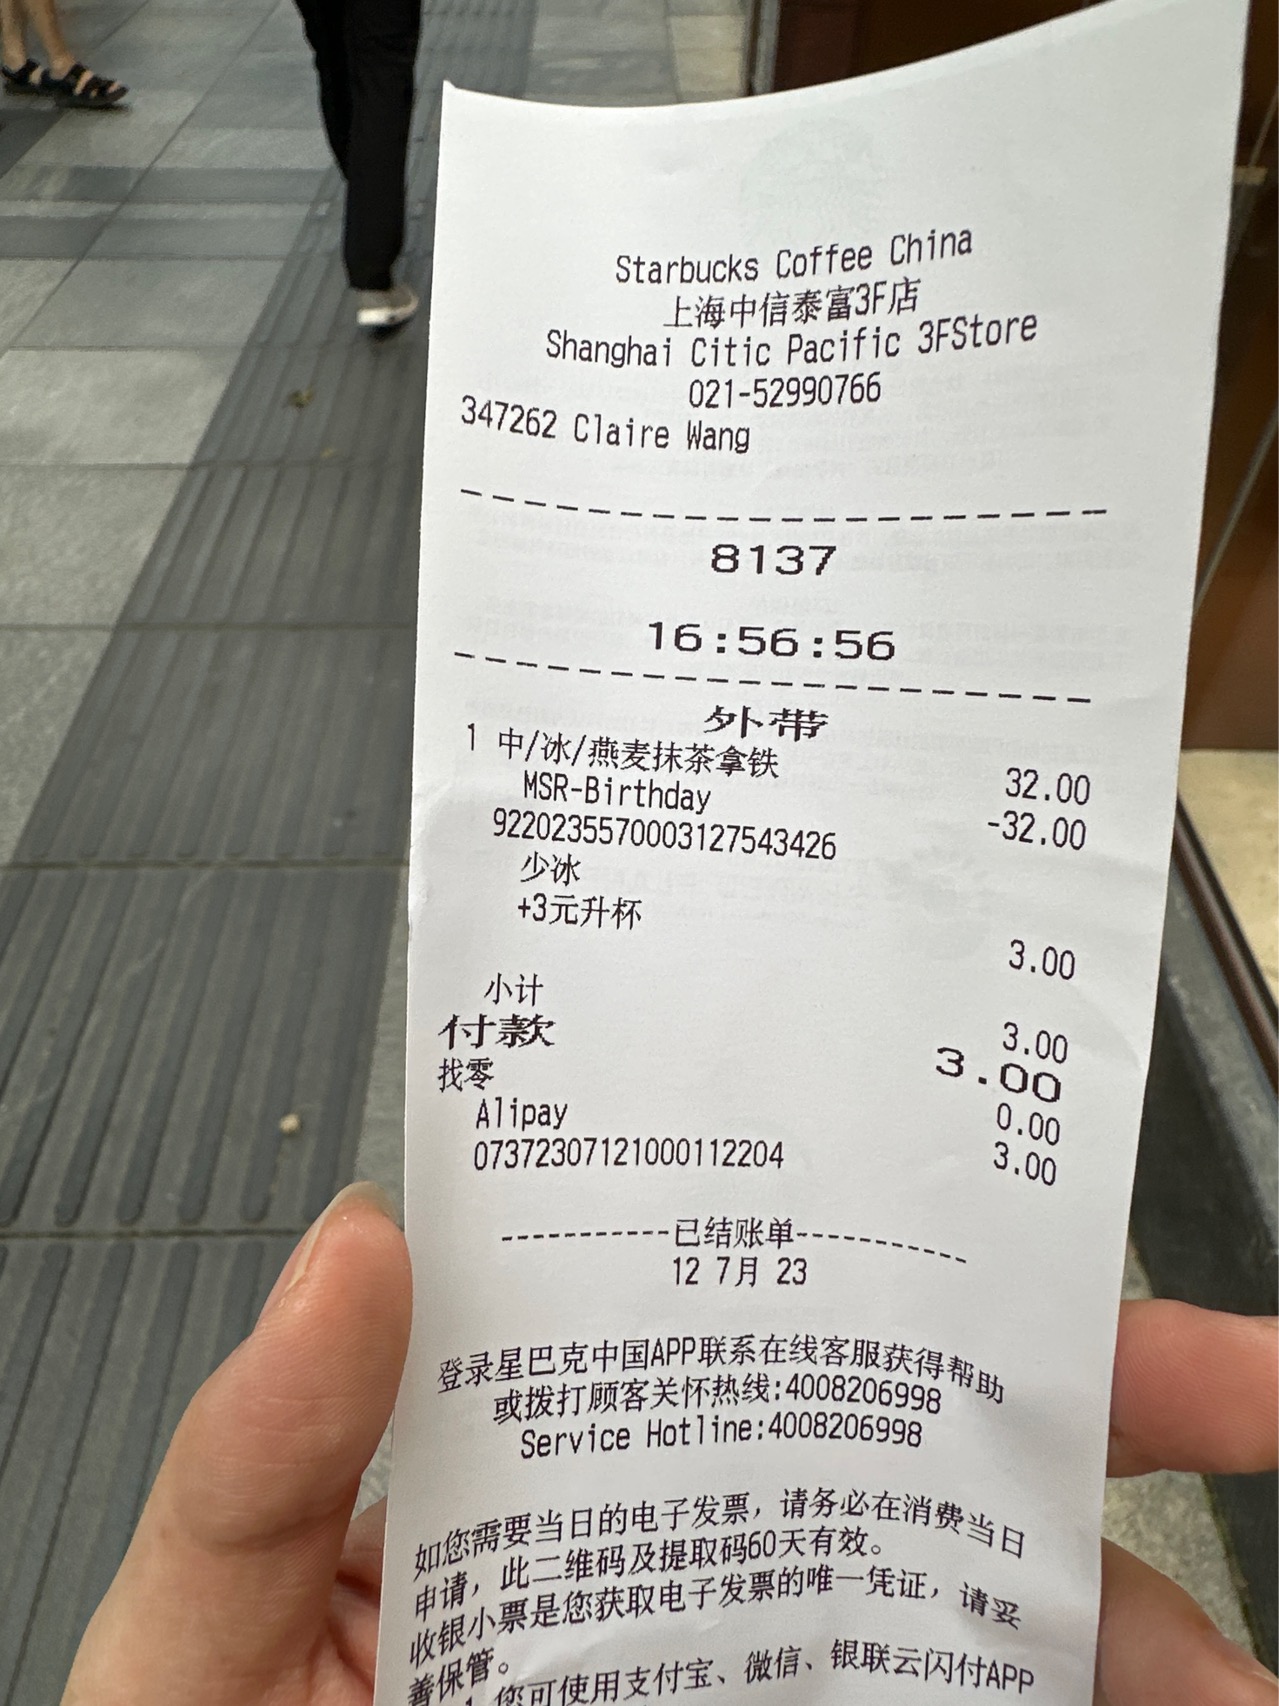 Starbucks Coffee China
上海中信泰富3F店
Shanghai Citic Pacific 3FStore
021-52990766
347262 Claire Wang
8137
16:56:56
外带
1 中/冰/燕麦抹茶拿铁 32.00
MSR-Birthday -32.00
9220235570003127543426
少冰
+3元升杯 3.00
小计 3.00
付款 3.00
找零 0.00
Alipay 3.00
07372307121000112204
-----------已结账单-----------
12 7月 23
登录星巴克中国APP联系在线客服获得帮助
或拨打顾客关怀热线:4008206998
Service Hotline:4008206998
如您需要当日的电子发票，请务必在消费当日
申请，此二维码及提取码60天有效。
收银小票是您获取电子发票的唯一凭证，请妥
善保管。
您可使用支付宝、微信、银联云闪付APP